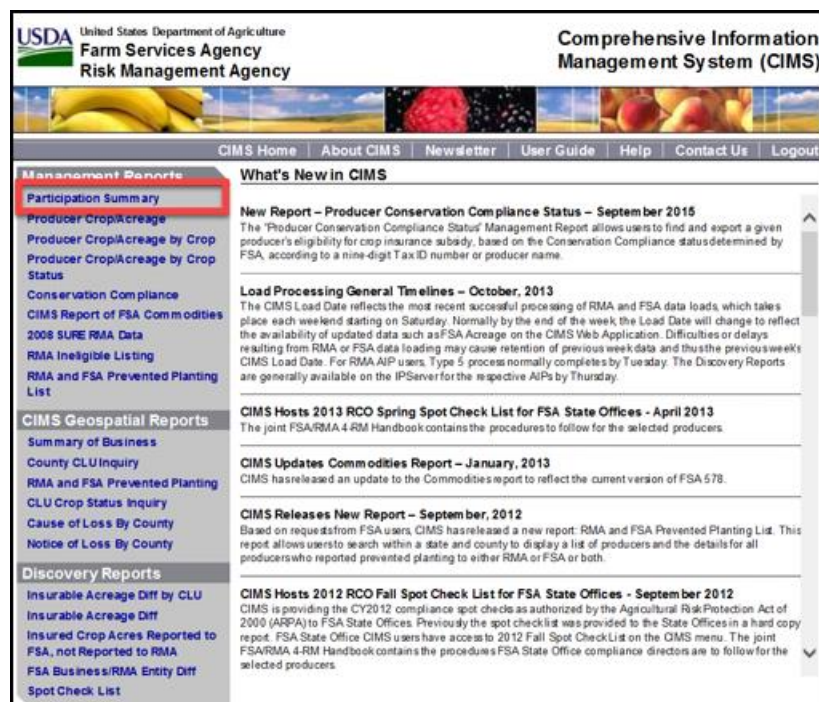 USDA
United States Department of Agriculture
Farm Services Agency
Risk Management Agency
Comprehensive Information
Management System (CIMS)
CIMS Home | About CIMS | Newsletter | User Guide | Help | Contact Us | Logout
Management Reports
Participation Summary
Producer Crop/Acreage
Producer Crop/Acreage by Crop
Producer Crop/Acreage by Crop
Status
Conservation Compliance
CIMS Report of FSA Commodities
2008 SURE RMA Data
RMA Ineligible Listing
RMA and FSA Prevented Planting
List
CIMS Geospatial Reports
Summary of Business
County CLU Inquiry
RMA and FSA Prevented Planting
CLU Crop Status Inquiry
Cause of Loss By County
Notice of Loss By County
Discovery Reports
Insurable Acreage Diff by CLU
Insurable Acreage Diff
Insured Crop Acres Reported to
FSA, not Reported to RMA
FSA Business/RMA Entity Diff
Spot Check List
What's New in CIMS
New Report – Producer Conservation Compliance Status – September 2015
The "Producer Conservation Compliance Status" Management Report allows users to find and export a given
producer's eligibility for crop insurance subsidy, based on the Conservation Compliance status determined by
FSA, according to a nine-digit Tax ID number or producer name.
Load Processing General Timelines – October, 2013
The CIMS Load Date reflects the most recent successful processing of RMA and FSA data loads, which takes
place each weekend starting on Saturday. Normally by the end of the week, the Load Date will change to reflect
the availability of updated data such as FSA Acreage on the CIMS Web Application. Difficulties or delays
resulting from RMA or FSA data loading may cause retention of previous week data and thus the previous week's
CIMS Load Date. For RMA AIP users, Type 5 process normally completes by Tuesday. The Discovery Reports
are generally available on the IPServer for the respective AIPs by Thursday.
CIMS Hosts 2013 RCO Spring Spot Check List for FSA State Offices - April 2013
The joint FSA/RMA 4-RM Handbook contains the procedures to follow for the selected producers.
CIMS Updates Commodities Report – January, 2013
CIMS has released an update to the Commodities report to reflect the current version of FSA 578.
CIMS Releases New Report – September, 2012
Based on requests from FSA users, CIMS has released a new report: RMA and FSA Prevented Planting List. This
report allows users to search within a state and county to display a list of producers and the details for all
producers who reported prevented planting to either RMA or FSA or both.
CIMS Hosts 2012 RCO Fall Spot Check List for FSA State Offices - September 2012
CIMS is providing the CY2012 compliance spot checks as authorized by the Agricultural Risk Protection Act of
2000 (ARPA) to FSA State Offices. Previously the spot checklist was provided to the State Offices in a hard copy
report. FSA State Office CIMS users have access to 2012 Fall Spot Check List on the CIMS menu. The joint
FSA/RMA 4-RM Handbook contains the procedures FSA State Office compliance directors are to follow for the
selected producers.